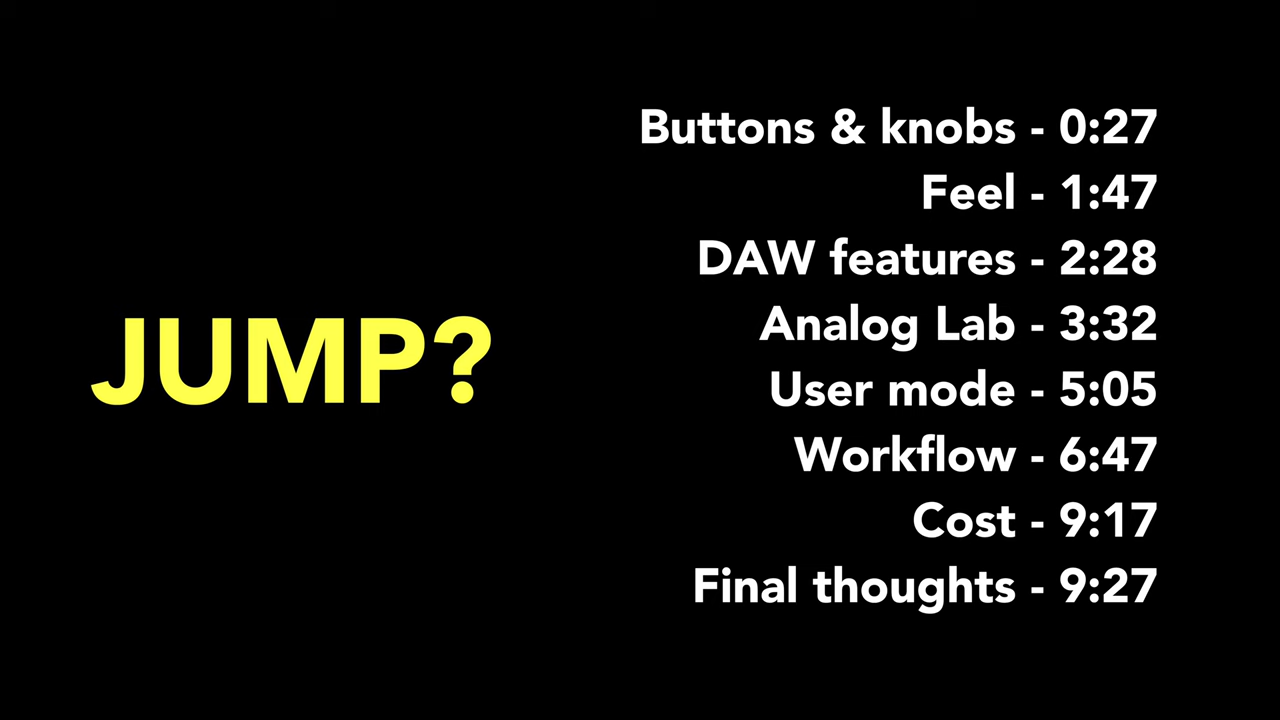 JUMP?
Buttons & knobs - 0:27
Feel - 1:47
DAW features - 2:28
Analog Lab - 3:32
User mode - 5:05
Workflow - 6:47
Cost - 9:17
Final thoughts - 9:27